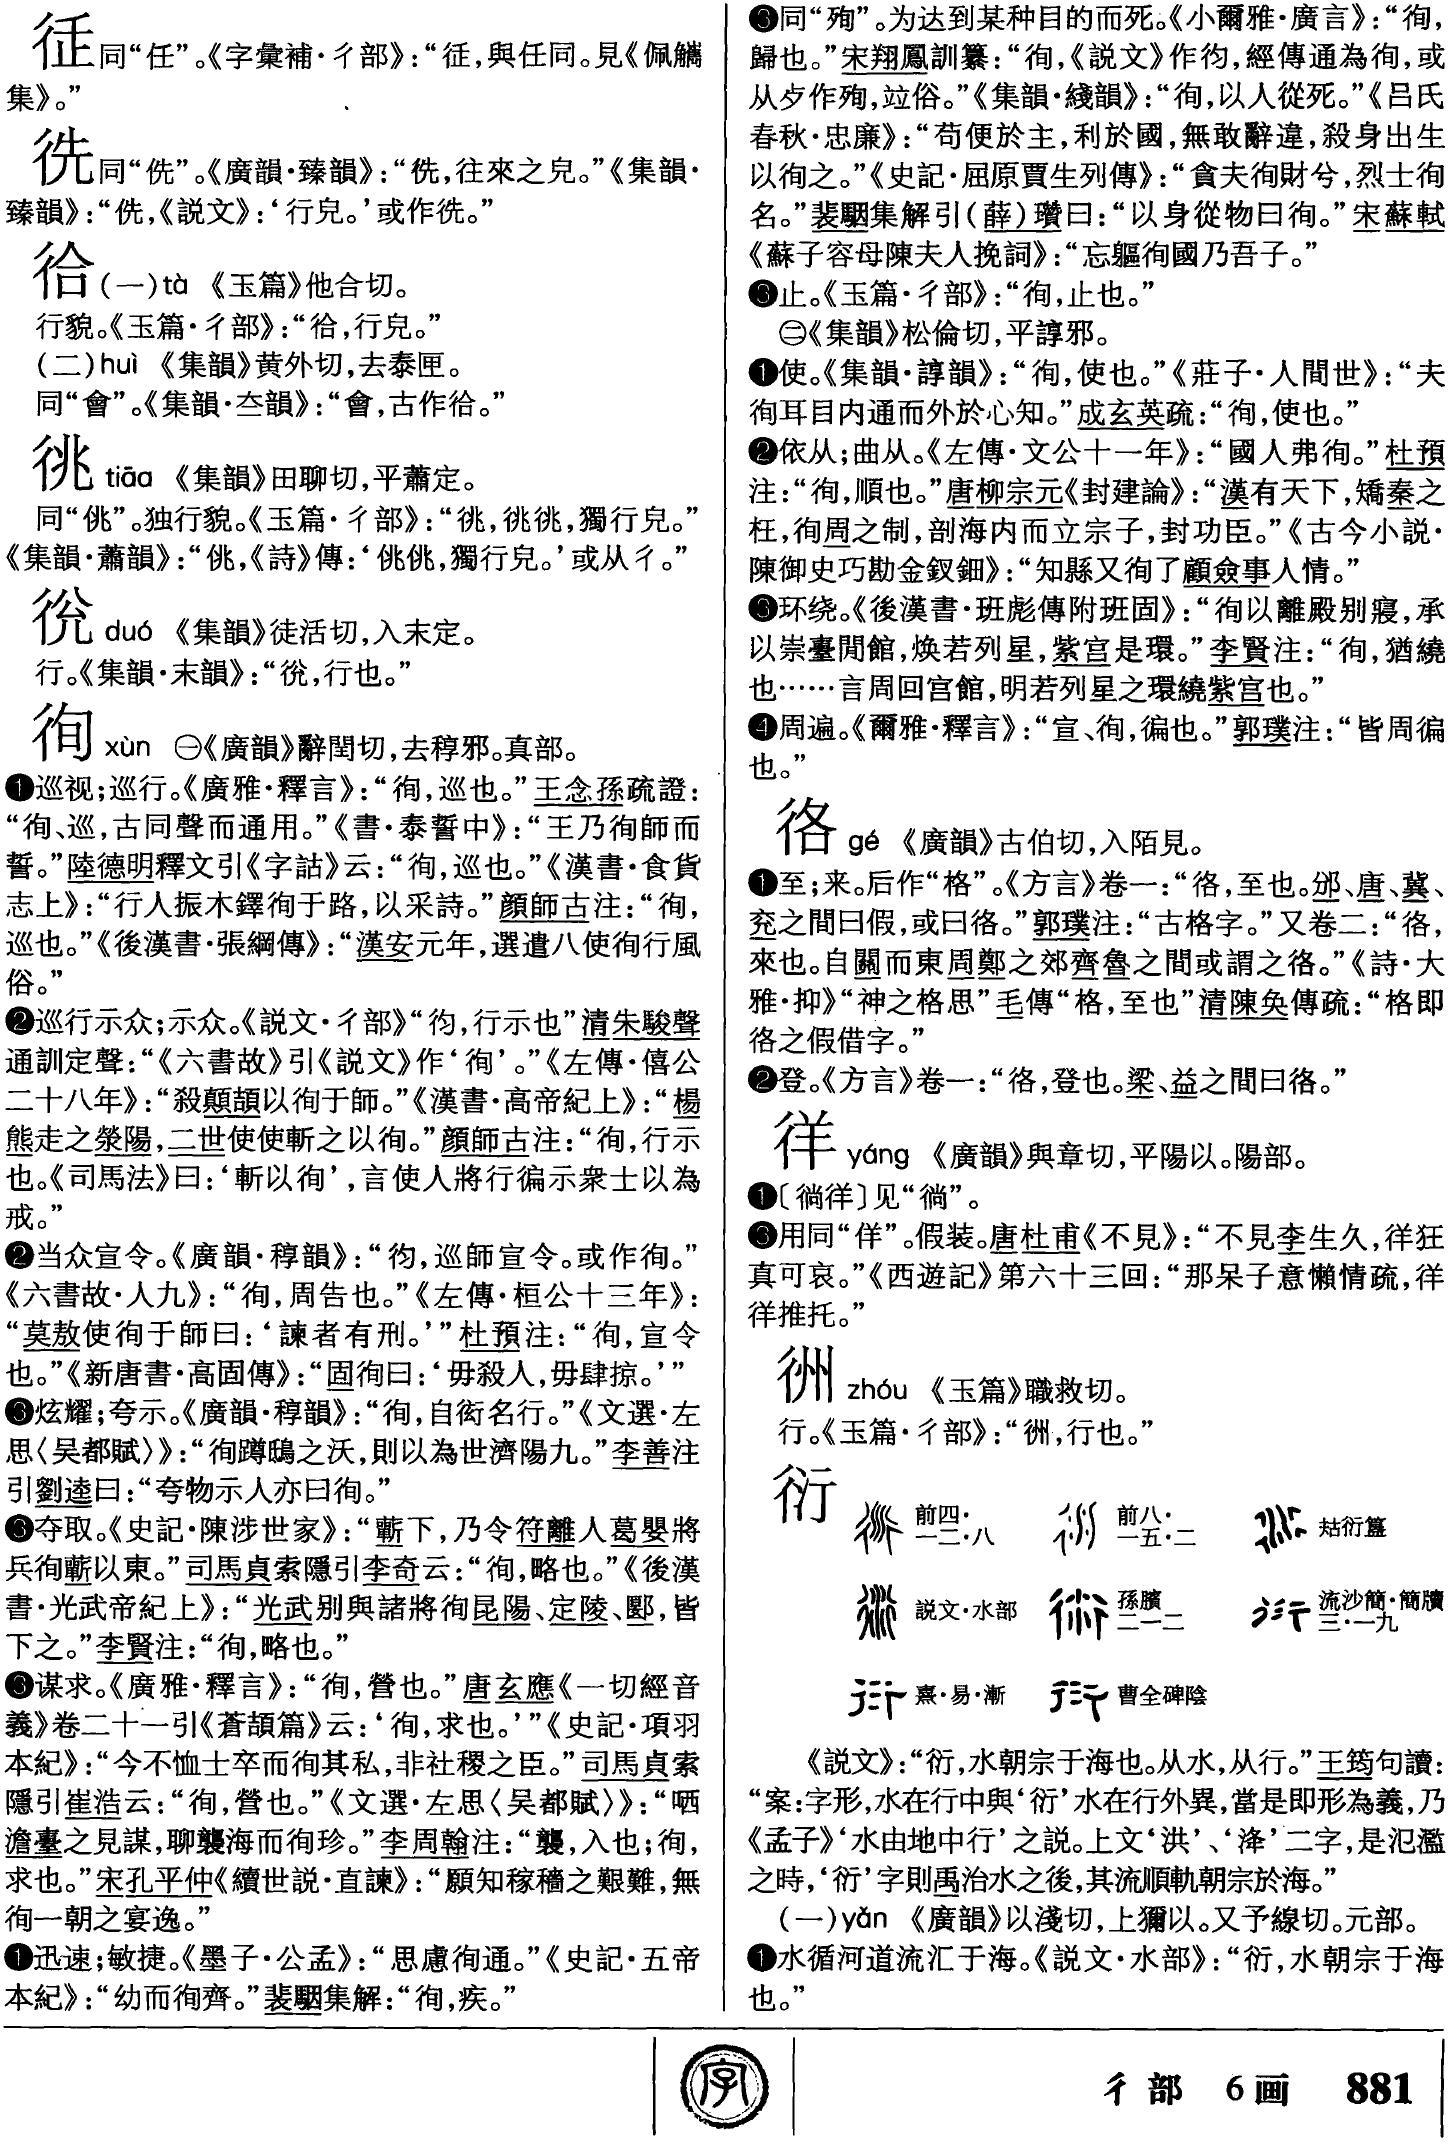 㣏同“任”。《字彙補·彳部》：“㣏，與任同。見《佩觿
集》。”
㣔同“侁”。《廣韻·臻韻》：“㣔，往來之皃。”《集韻·
臻韻》：“侁，《説文》：‘行皃。’或作㣔。”
㣛(一)tà 《玉篇》他合切。
行貌。《玉篇·彳部》：“㣛，行皃。”
(二)huì 《集韻》黄外切，去泰匣。
同“會”。《集韻·夳韻》：“會，古作㣛。”
㣑 tiāo 《集韻》田聊切，平蕭定。
同“佻”。独行貌。《玉篇·彳部》：“㣑，㣑㣑，獨行皃。”
《集韻·蕭韻》：“佻，《詩》傳：‘佻佻，獨行皃。’或从彳。”
duó 《集韻》徒活切，入末定。
行。《集韻·末韻》：“，行也。”
徇 xùn ㊀《廣韻》辭閏切，去稕邪。真部。
❶巡视；巡行。《廣雅·釋言》：“徇，巡也。”王念孫疏證：
“徇、巡，古同聲而通用。”《書·泰誓中》：“王乃徇師而
誓。”陸德明釋文引《字詁》云：“徇，巡也。”《漢書·食貨
志上》：“行人振木鐸徇于路，以采詩。”顔師古注：“徇，
巡也。”《後漢書·張綱傳》：“漢安元年，選遣八使徇行風
俗。”
❷巡行示众；示众。《説文·彳部》“袀，行示也”清朱駿聲
通訓定聲：“《六書故》引《説文》作‘徇’。”《左傳·僖公
二十八年》：“殺顛頡以徇于師。”《漢書·高帝紀上》：“楊
熊走之滎陽，二世使使斬之以徇。”顔師古注：“徇，行示
也。《司馬法》曰：‘斬以徇’，言使人將行徧示衆士以為
戒。”
❷当众宣令。《廣韻·稕韻》：“㣎，巡師宣令。或作徇。”
《六書故·人九》：“徇，周告也。”《左傳·桓公十三年》：
“莫敖使徇于師曰：‘諫者有刑。’”杜預注：“徇，宣令
也。”《新唐書·高固傳》：“固徇曰：‘毋殺人，毋肆掠。’”
❸炫耀；夸示。《廣韻·稕韻》：“徇，自衒名行。”《文選·左
思〈吴都賦〉》：“徇蹲鴟之沃，則以為世濟陽九。”李善注
引劉逵曰：“夸物示人亦曰徇。”
❸夺取。《史記·陳涉世家》：“蘄下，乃令符離人葛嬰將
兵徇蘄以東。”司馬貞索隱引李奇云：“徇，略也。”《後漢
書·光武帝紀上》：“光武别與諸將徇昆陽、定陵、郾，皆
下之。”李賢注：“徇，略也。”
❸谋求。《廣雅·釋言》：“徇，營也。”唐玄應《一切經音
義》卷二十一引《蒼頡篇》云：‘徇，求也。’”《史記·項羽
本紀》：“今不恤士卒而徇其私，非社稷之臣。”司馬貞索
隱引崔浩云：“徇，營也。”《文選·左思〈吴都賦〉》：“哂
澹臺之見謀，聊襲海而徇珍。”李周翰注：“襲，入也；徇，
求也。”宋孔平仲《續世説·直諫》：“願知稼穡之艱難，無
徇一朝之宴逸。”
❶迅速；敏捷。《墨子·公孟》：“思慮徇通。”《史記·五帝
本紀》：“幼而徇齊。”裴駰集解：“徇，疾。”
❸同“殉”。为达到某种目的而死。《小爾雅·廣言》：“徇，
歸也。”宋翔鳳訓纂：“徇，《説文》作㣎，經傳通為徇，或
从歺作殉，竝俗。”《集韻·綫韻》：“徇，以人從死。”《吕氏
春秋·忠廉》：“苟便於主，利於國，無敢辭違，殺身出生
以徇之。”《史記·屈原賈生列傳》：“貪夫徇財兮，烈士徇
名。”裴駰集解引(薛)瓚曰：“以身從物曰徇。”宋蘇軾
《蘇子容母陳夫人挽詞》：“忘軀徇國乃吾子。”
❸止。《玉篇·彳部》：“徇，止也。”
㊁《集韻》松倫切，平諄邪。
❶使。《集韻·諄韻》：“徇，使也。”《莊子·人間世》：“夫
徇耳目内通而外於心知。”成玄英疏：“徇，使也。”
❷依从；曲从。《左傳·文公十一年》：“國人弗徇。”杜預
注：“徇，順也。”唐柳宗元《封建論》：“漢有天下，矯秦之
枉，徇周之制，剖海内而立宗子，封功臣。”《古今小説·
陳御史巧勘金釵鈿》：“知縣又徇了顧僉事人情。”
❸环绕。《後漢書·班彪傳附班固》：“徇以離殿别寢，承
以崇臺閒館，焕若列星，紫宫是環。”李賢注：“徇，猶繞
也……言周回宫館，明若列星之環繞紫宫也。”
❹周遍。《爾雅·釋言》：“宣、徇，徧也。”郭璞注：“皆周徧
也。”
㣟 gé 《廣韻》古伯切，入陌見。
❶至；来。后作“格”。《方言》卷一：“㣟，至也。邠、唐、冀、
兗之間曰假，或曰㣟。”郭璞注：“古格字。”又卷二：“㣟，
來也。自關而東周鄭之郊齊魯之間或謂之㣟。”《詩·大
雅·抑》“神之格思”毛傳“格，至也”清陳奂傳疏：“格即
㣟之假借字。”
❷登。《方言》卷一：“㣟，登也。梁、益之間曰㣟。”
徉 yáng 《廣韻》與章切，平陽以。陽部。
❶〔徜徉〕见“徜”。
❸用同“佯”。假装。唐杜甫《不見》：“不見李生久，徉狂
真可哀。”《西遊記》第六十三回：“那呆子意懶情疏，徉
徉推托。”
㣙 zhóu 《玉篇》職救切。
行。《玉篇·彳部》：“㣙，行也。”
衍
前四·一二·八 前八·一五·二 姑衍簋
説文·水部 孫臏二一二 流沙簡·簡牘三·一九
熹·易·漸 曹全碑陰
《説文》：“衍，水朝宗于海也。从水，从行。”王筠句讀：
“案：字形，水在行中與‘衍’水在行外異，當是即形為義，乃
《孟子》‘水由地中行’之説。上文‘洪’、‘洚’二字，是氾濫
之時，‘衍’字則禹治水之後，其流順軌朝宗於海。”
(一)yǎn 《廣韻》以淺切，上獮以。又予線切。元部。
❶水循河道流汇于海。《説文·水部》：“衍，水朝宗于海
也。”
字
彳部 6画 881